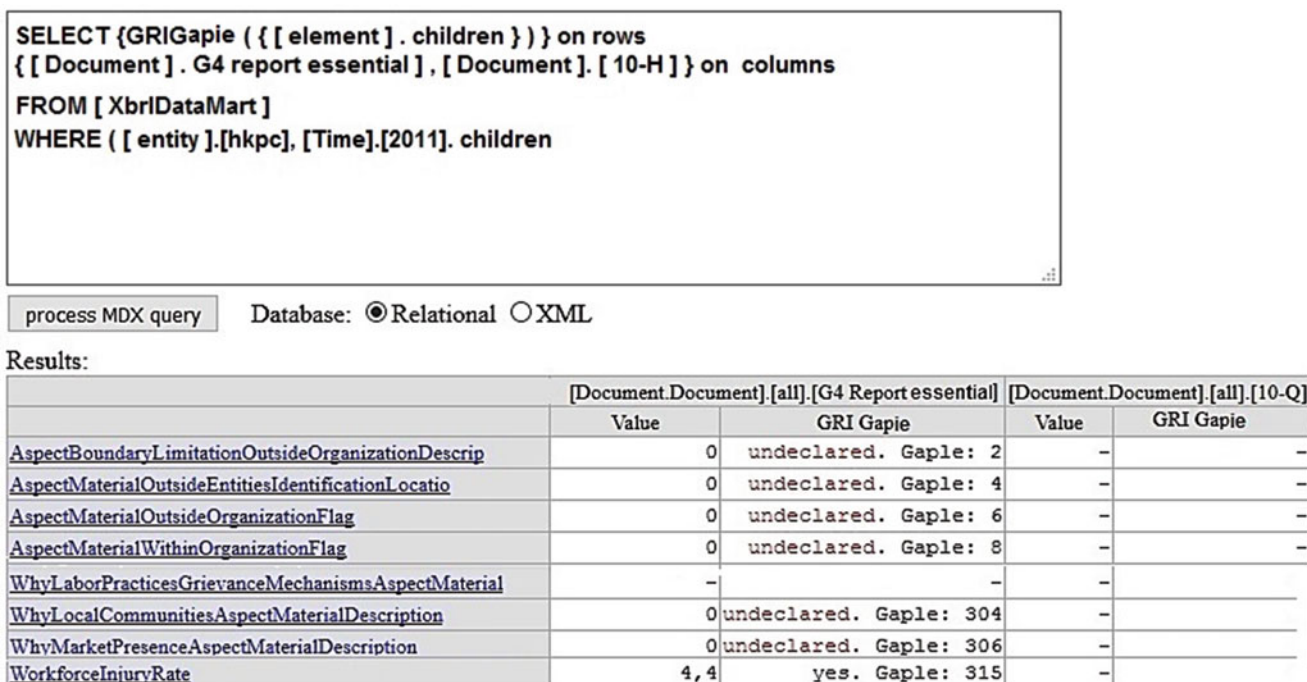 SELECT {GRIGapie ( { [ element ] . children } ) } on rows
{ [ Document ] . G4 report essential ] , [ Document ]. [ 10-H ] } on columns
FROM [ XbrlDataMart ]
WHERE ( [ entity ].[hkpc], [Time].[2011]. children
process MDX query Database: Relational XML
Results:
[Document.Document].[all].[G4 Report essential] [Document.Document].[all].[10-Q]
Value GRI Gapie Value GRI Gapie
AspectBoundaryLimitationOutsideOrganizationDescrip 0 undeclared. Gaple: 2 - -
AspectMaterialOutsideEntitiesIdentificationLocatio 0 undeclared. Gaple: 4 - -
AspectMaterialOutsideOrganizationFlag 0 undeclared. Gaple: 6 - -
AspectMaterialWithinOrganizationFlag 0 undeclared. Gaple: 8 - -
WhyLaborPracticesGrievanceMechanismsAspectMaterial - - -
WhyLocalCommunitiesAspectMaterialDescription 0 undeclared. Gaple: 304 -
WhyMarketPresenceAspectMaterialDescription 0 undeclared. Gaple: 306 -
WorkforceInjuryRate 4,4 yes. Gaple: 315 -